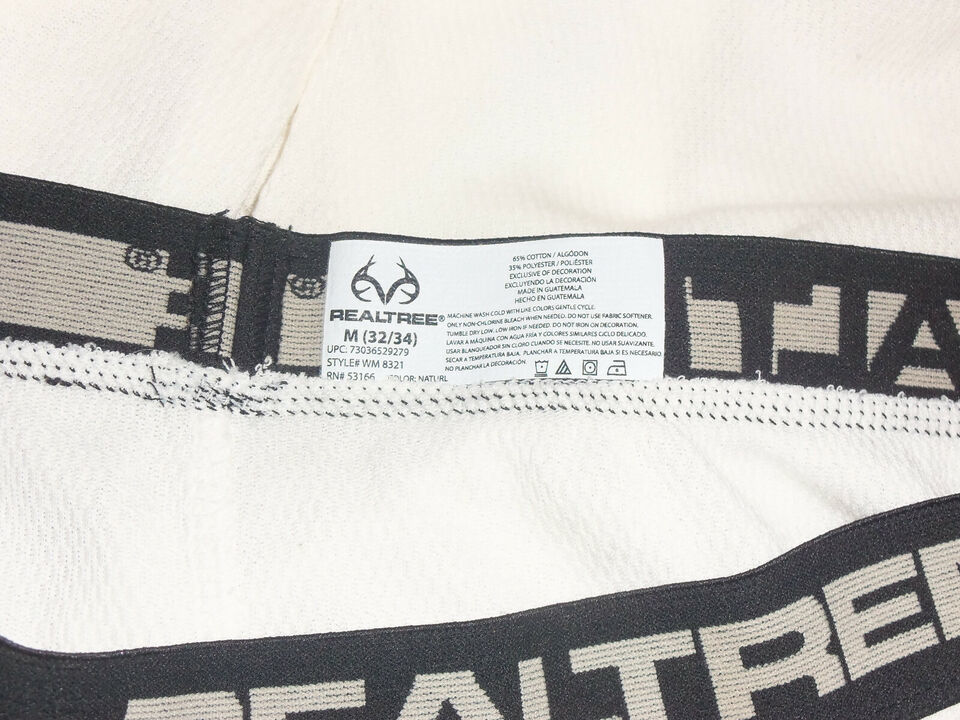 REALTREE®
M (32/34)
UPC: 73036529279
STYLE# WM 8321
RN# 53166 COLOR: NATURL
65% COTTON / ALGÓDON
35% POLYESTER / POLIÉSTER
EXCLUSIVE OF DECORATION
EXCLUYENDO LA DECORACIÓN
MADE IN GUATEMALA
HECHO EN GUATEMALA
MACHINE WASH COLD WITH LIKE COLORS GENTLE CYCLE.
ONLY NON-CHLORINE BLEACH WHEN NEEDED. DO NOT USE FABRIC SOFTENER.
TUMBLE DRY LOW. LOW IRON IF NEEDED. DO NOT IRON ON DECORATION.
LAVAR A MÁQUINA CON AGUA FRÍA Y COLORES SIMILARES CICLO DELICADO.
USAR BLANQUEADOR SIN CLORO CUANDO SE NECESITE. NO USAR SUAVIZANTE.
SECAR A TEMPERATURA BAJA. PLANCHAR A TEMPERATURA BAJA SI ES NECESARIO
NO PLANCHAR LA DECORACIÓN
REALTREE